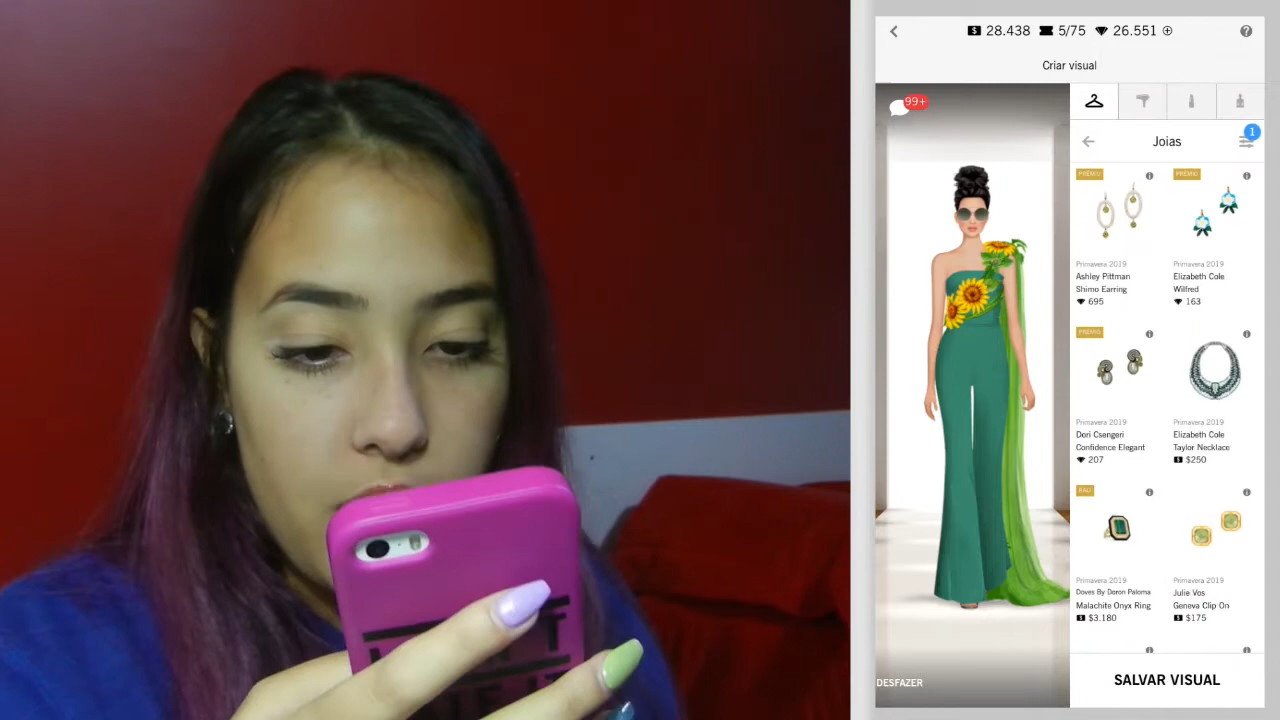 28.438 5/75 26.551
Criar visual
99+
1
Joias
PRÊMIO
PRÊMIO
Primavera 2019
Ashley Pittman
Shimo Earring
695
Primavera 2019
Elizabeth Cole
Wilfred
163
PRÊMIO
Primavera 2019
Dori Csengeri
Confidence Elegant
207
Primavera 2019
Elizabeth Cole
Taylor Necklace
$250
BAÚ
Primavera 2019
Doves By Doron Paloma
Malachite Onyx Ring
$3.180
Primavera 2019
Julie Vos
Geneva Clip On
$175
DESFAZER
SALVAR VISUAL